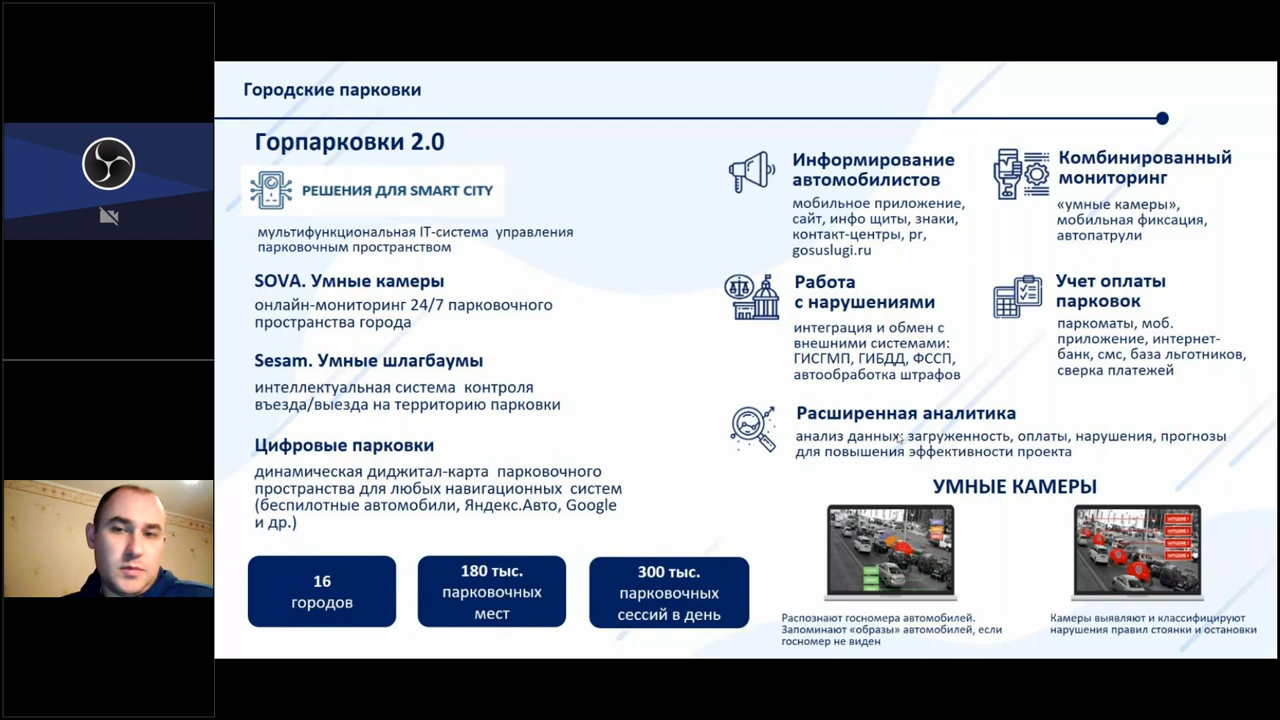 Городские парковки
Горпарковки 2.0
РЕШЕНИЯ ДЛЯ SMART CITY
мультифункциональная IT-система управления
парковочным пространством
SOVA. Умные камеры
онлайн-мониторинг 24/7 парковочного
пространства города
Sesam. Умные шлагбаумы
интеллектуальная система контроля
въезда/выезда на территорию парковки
Цифровые парковки
динамическая диджитал-карта парковочного
пространства для любых навигационных систем
(беспилотные автомобили, Яндекс.Авто, Google
и др.)
16
городов
180 тыс.
парковочных
мест
300 тыс.
парковочных
сессий в день
Информирование
автомобилистов
мобильное приложение,
сайт, инфо щиты, знаки,
контакт-центры, pr,
gosuslugi.ru
Комбинированный
мониторинг
«умные камеры»,
мобильная фиксация,
автопатрули
Работа
с нарушениями
интеграция и обмен с
внешними системами:
ГИСГМП, ГИБДД, ФССП,
автообработка штрафов
Учет оплаты
парковок
паркоматы, моб.
приложение, интернет-
банк, смс, база льготников,
сверка платежей
Расширенная аналитика
анализ данных: загруженность, оплаты, нарушения, прогнозы
для повышения эффективности проекта
УМНЫЕ КАМЕРЫ
Распознают госномера автомобилей.
Запоминают «образы» автомобилей, если
госномер не виден
Камеры выявляют и классифицируют
нарушения правил стоянки и остановки